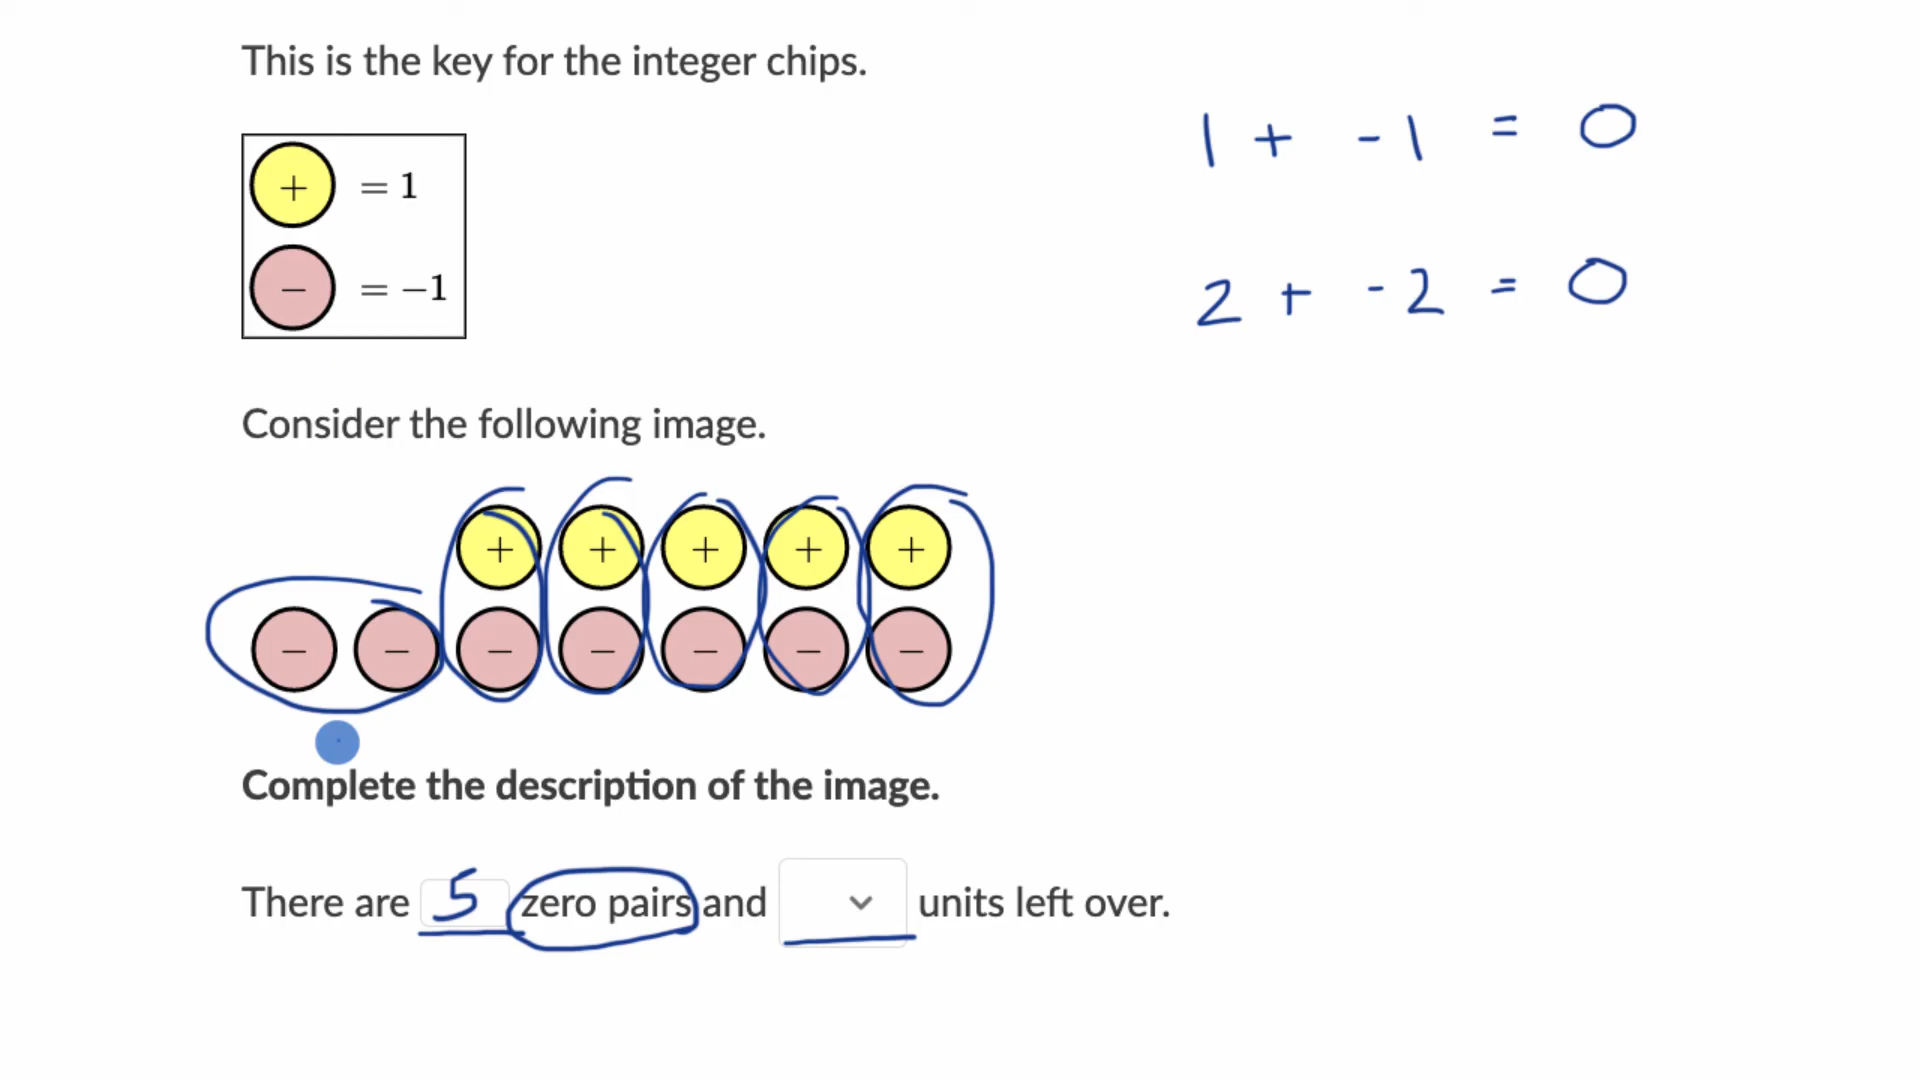 This is the key for the integer chips.
1 + -1 = 0
+ = 1
− = −1
2 + -2 = 0
Consider the following image.
+ + + + +
− − − − − − −
Complete the description of the image.
There are 5 zero pairs and units left over.